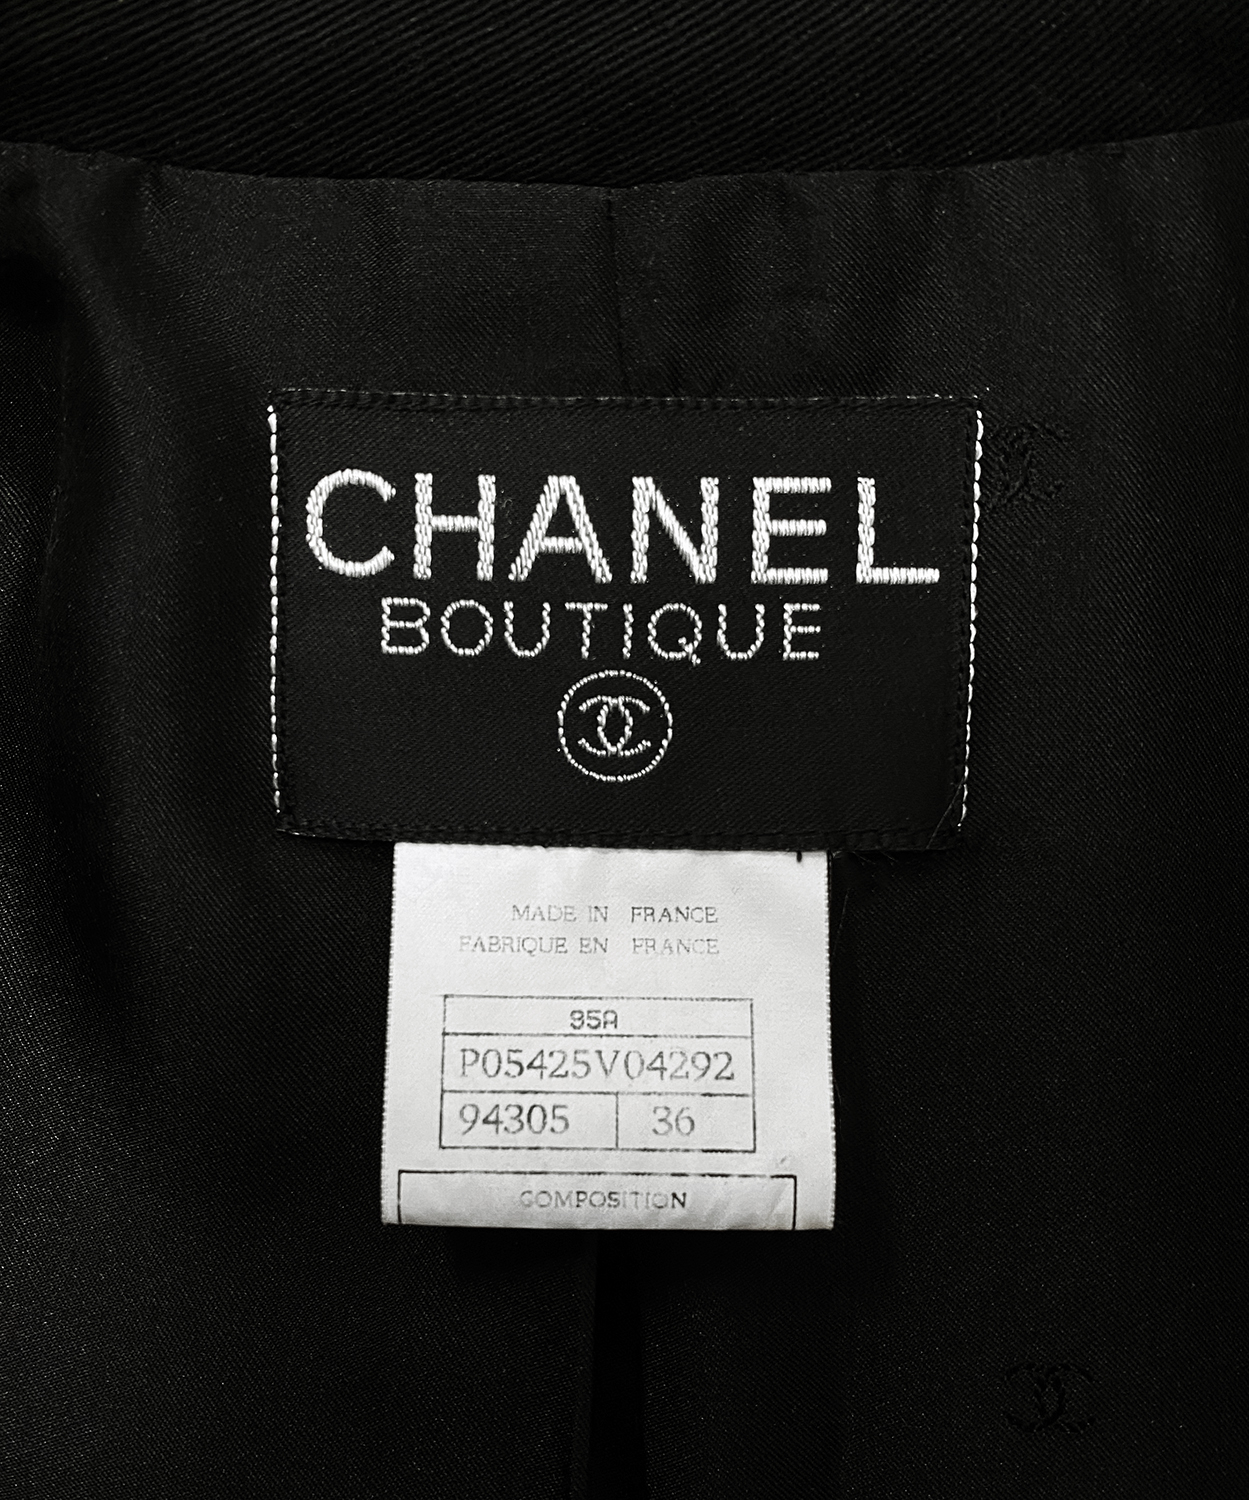 CHANEL
BOUTIQUE
MADE IN FRANCE
FABRIQUE EN FRANCE
95A
P05425V04292
94305 36
COMPOSITION